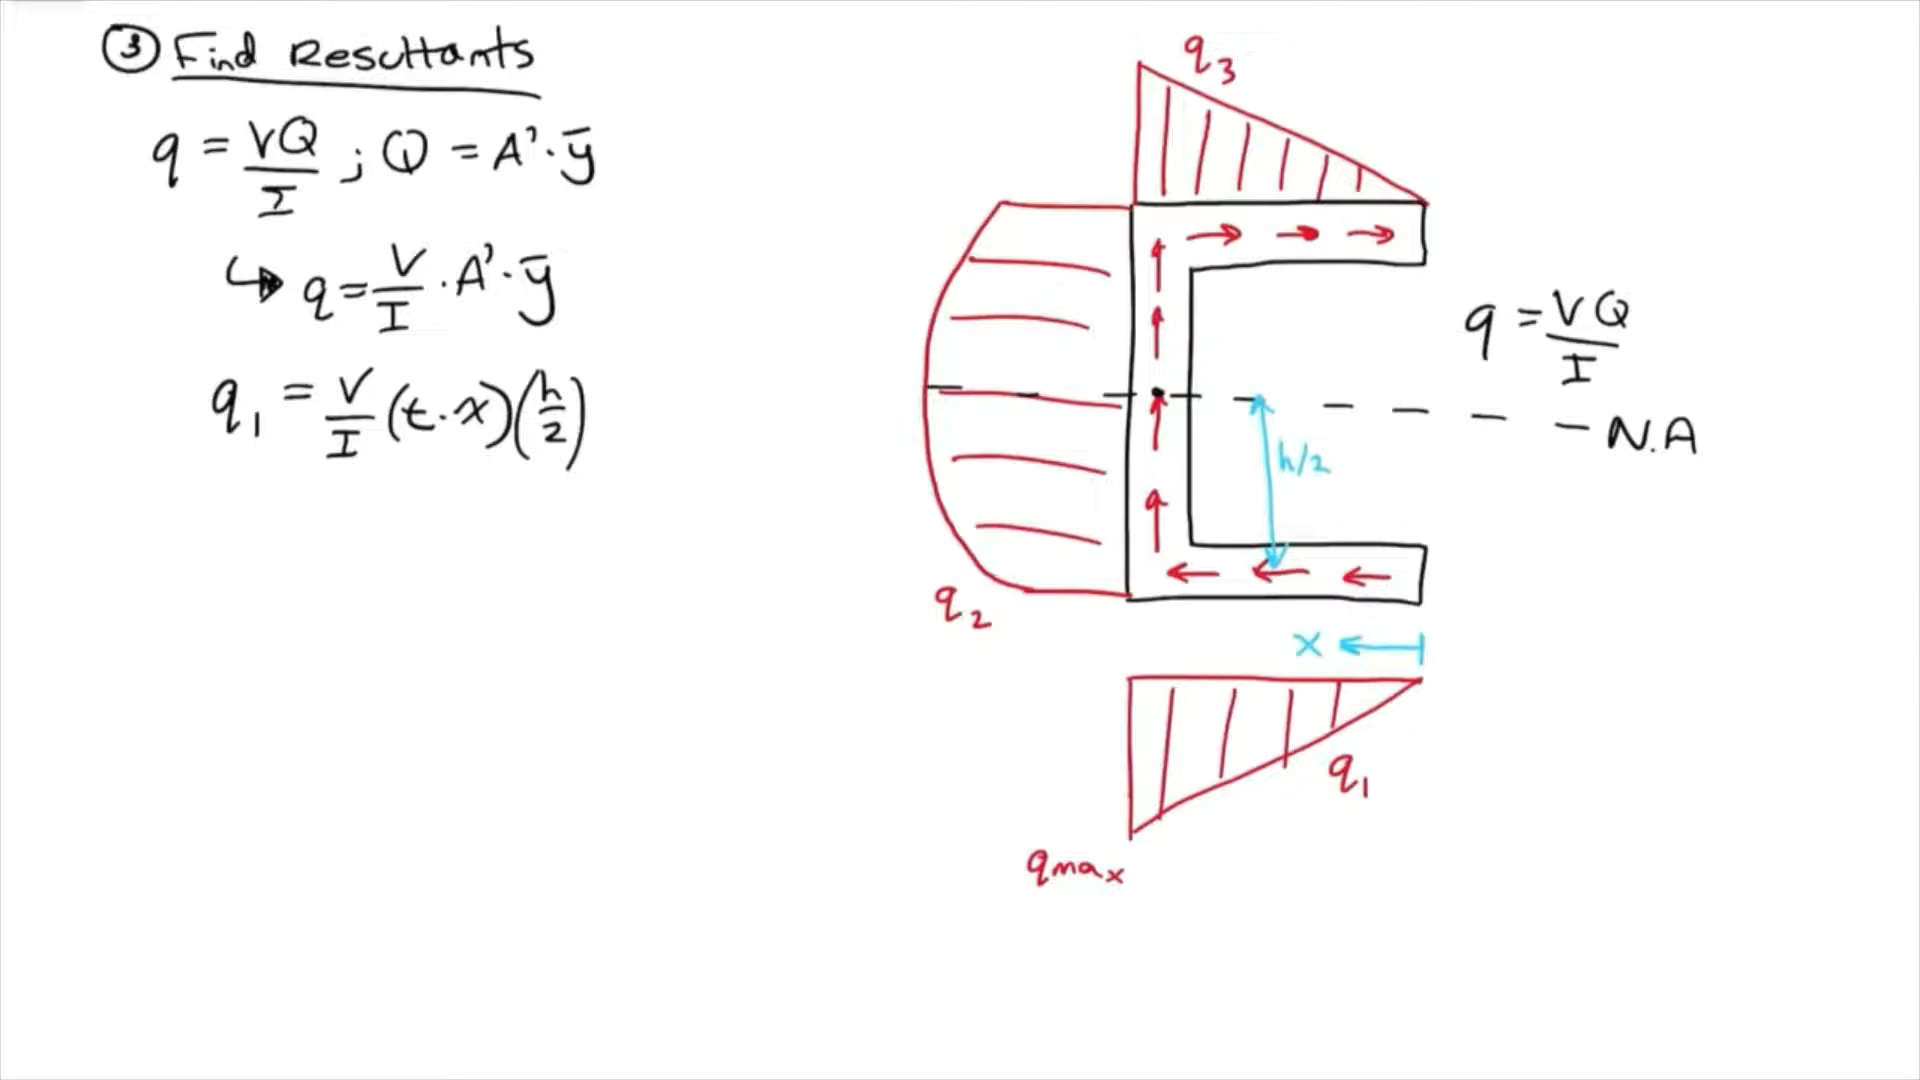 ③ Find Resultants
q = VQ/I ; Q = A'·ȳ
↳ q = V/I · A'·ȳ
q₁ = V/I (t·x)(h/2)
q₃
q = VQ/I
N.A
h/2
q₂
x
q₁
qmax